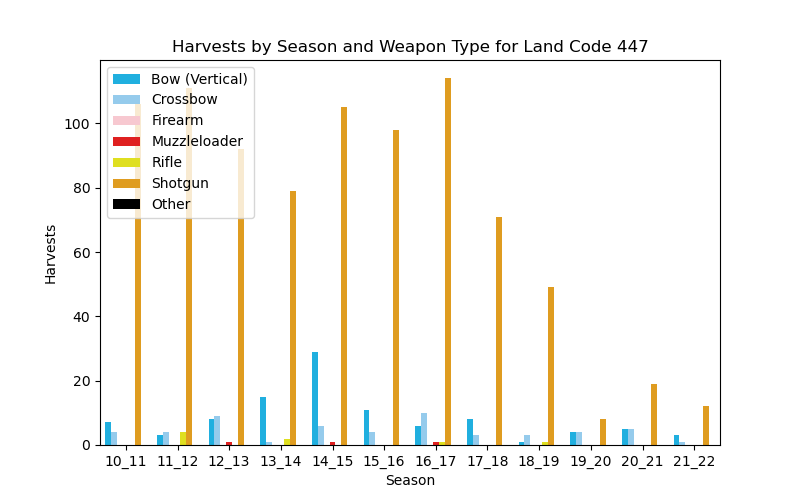 Harvests by Season and Weapon Type for Land Code 447
Bow (Vertical)
Crossbow
Firearm
Muzzleloader
Rifle
Shotgun
Other
100
80
60
40
20
0
Harvests
10_11 11_12 12_13 13_14 14_15 15_16 16_17 17_18 18_19 19_20 20_21 21_22
Season